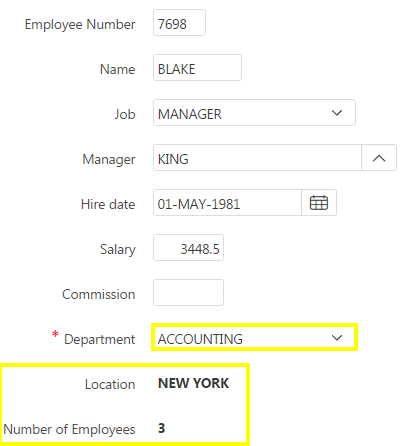 Employee Number 7698
Name BLAKE
Job MANAGER
Manager KING
Hire date 01-MAY-1981
Salary 3448.5
Commission
* Department ACCOUNTING
Location NEW YORK
Number of Employees 3